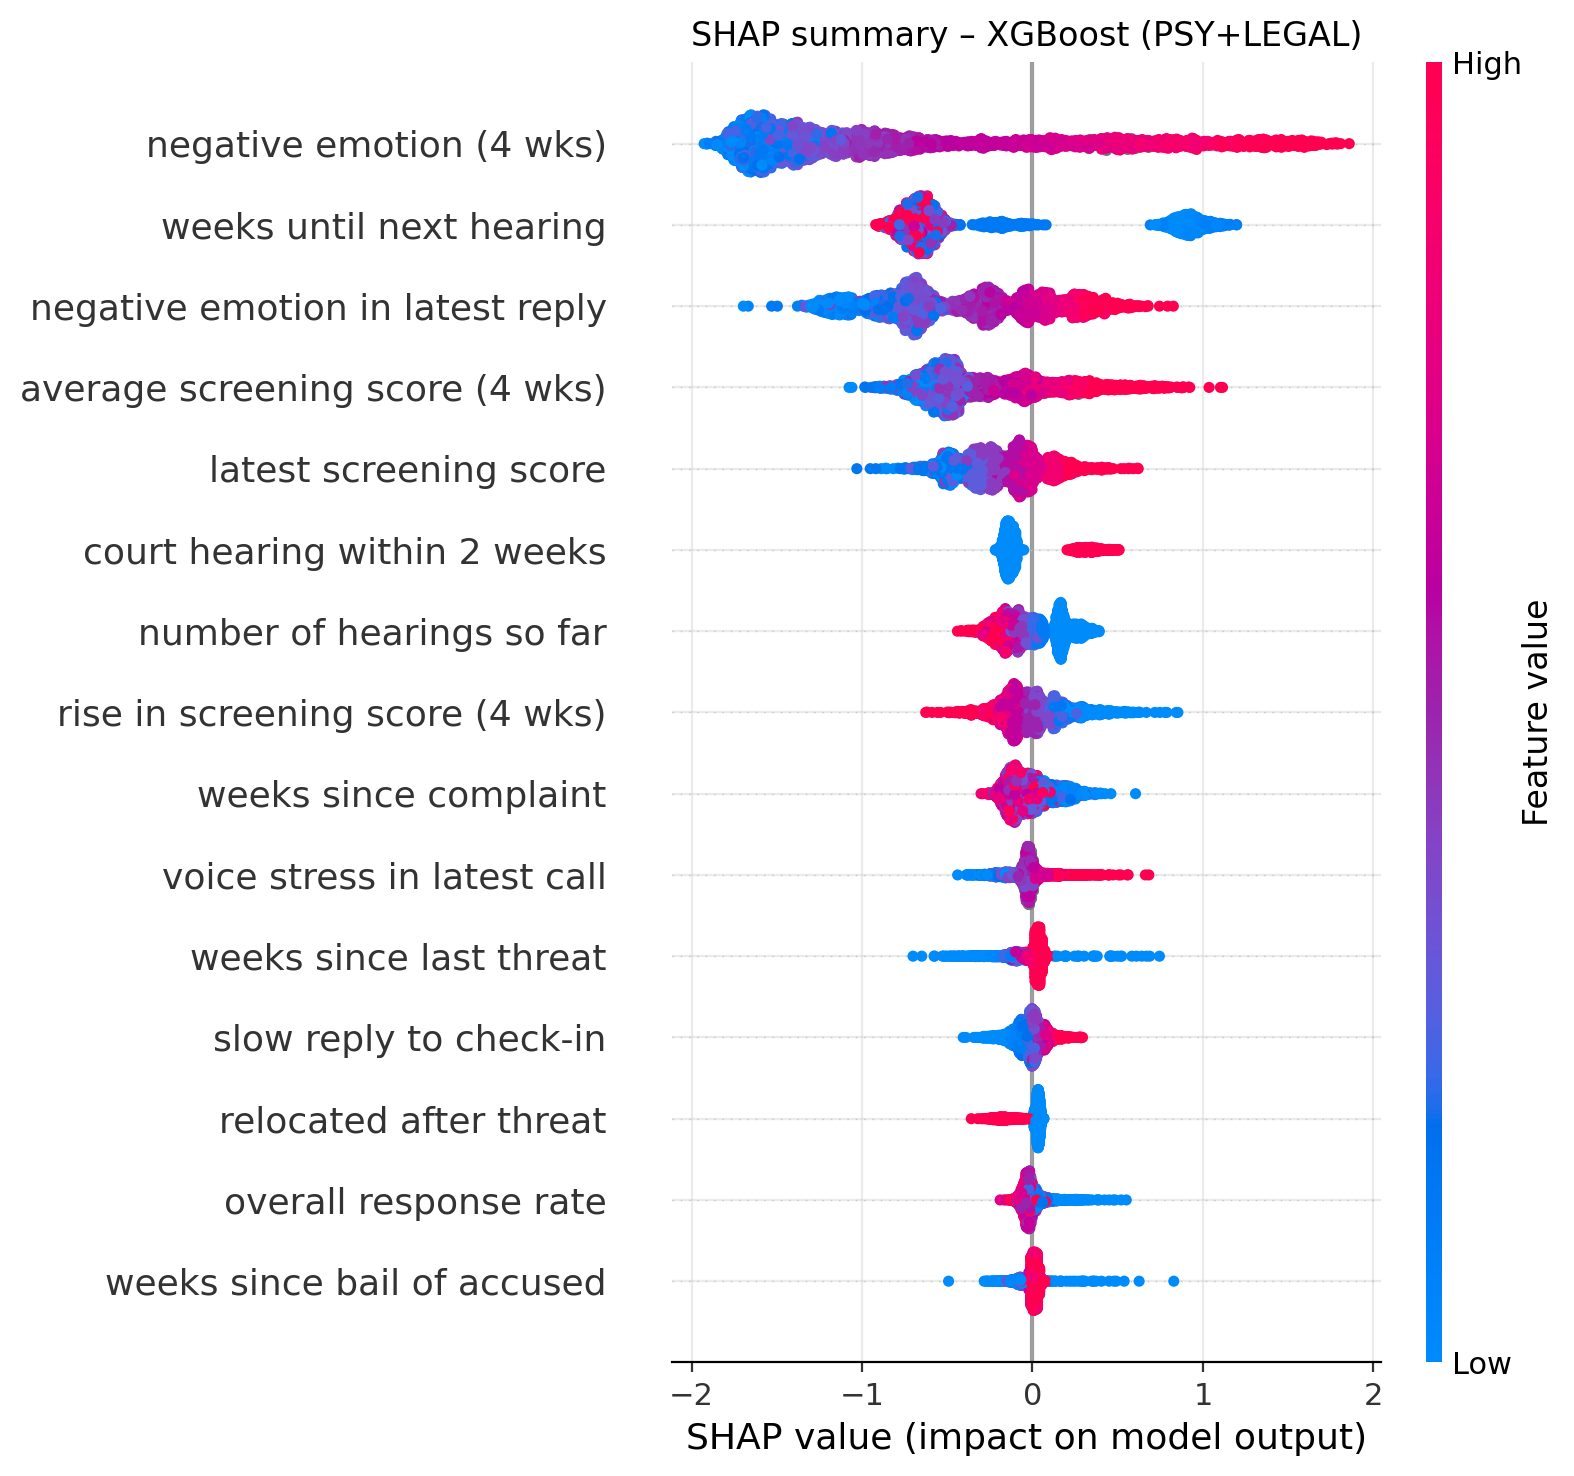 SHAP summary – XGBoost (PSY+LEGAL)
High
negative emotion (4 wks)
weeks until next hearing
negative emotion in latest reply
average screening score (4 wks)
latest screening score
court hearing within 2 weeks
number of hearings so far
rise in screening score (4 wks)
weeks since complaint
voice stress in latest call
weeks since last threat
slow reply to check-in
relocated after threat
overall response rate
weeks since bail of accused
Feature value
Low
−2 −1 0 1 2
SHAP value (impact on model output)